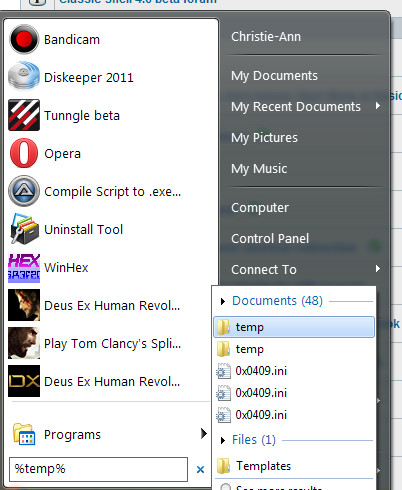 Classic Shell 4.0 beta forum
Bandicam
Diskeeper 2011
Tunngle beta
Opera
Compile Script to .exe...
Uninstall Tool
WinHex
Deus Ex Human Revol...
Play Tom Clancy's Spli...
Deus Ex Human Revol...
Programs
%temp%
Christie-Ann
My Documents
My Recent Documents
My Pictures
My Music
Computer
Control Panel
Connect To
Documents (48)
temp
temp
0x0409.ini
0x0409.ini
0x0409.ini
Files (1)
Templates
See more results